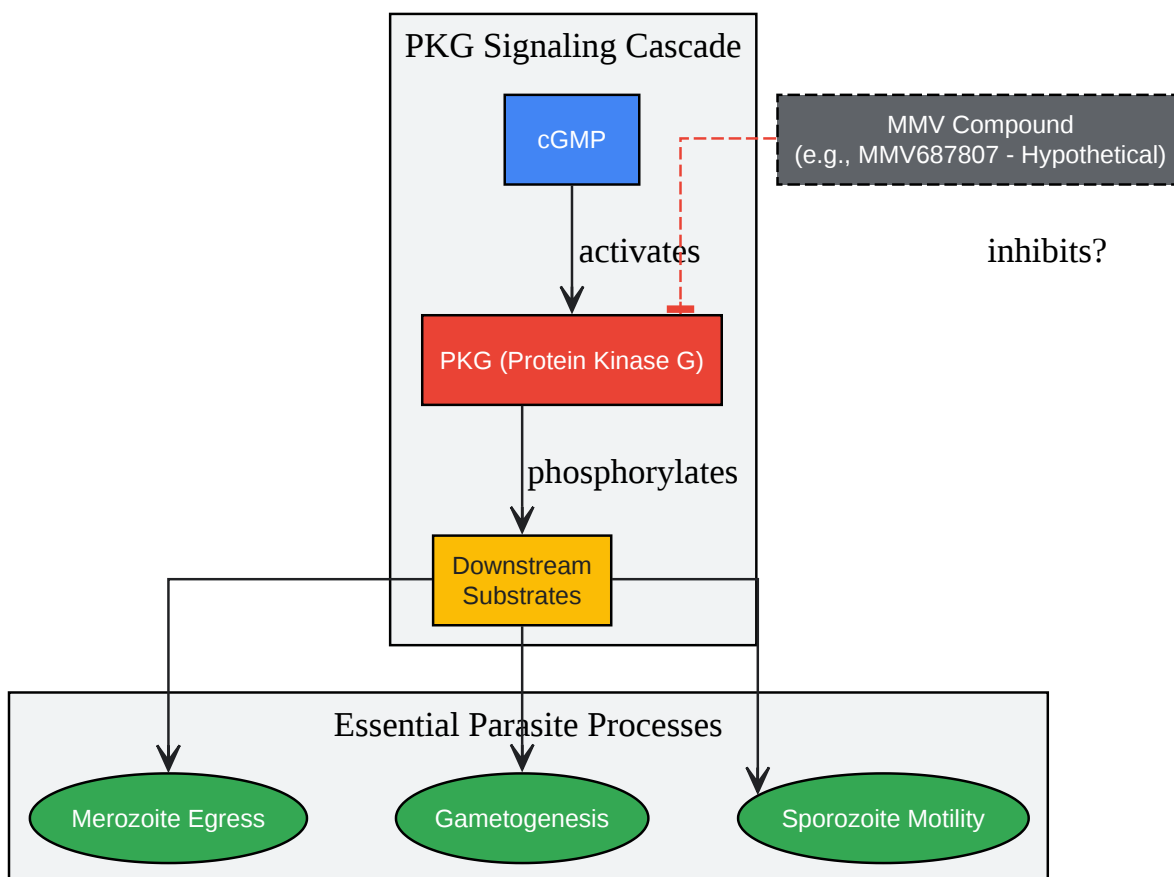 PKG Signaling Cascade
cGMP
MMV Compound
(e.g., MMV687807 - Hypothetical)
activates
inhibits?
PKG (Protein Kinase G)
phosphorylates
Downstream
Substrates
Essential Parasite Processes
Merozoite Egress
Gametogenesis
Sporozoite Motility